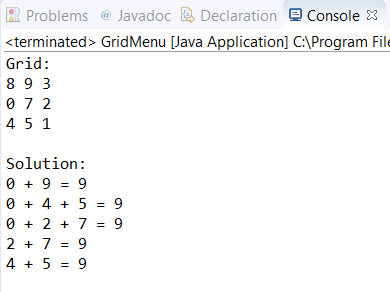 Problems @ Javadoc Declaration Console
<terminated> GridMenu [Java Application] C:\Program File
Grid:
8 9 3
0 7 2
4 5 1
Solution:
0 + 9 = 9
0 + 4 + 5 = 9
0 + 2 + 7 = 9
2 + 7 = 9
4 + 5 = 9